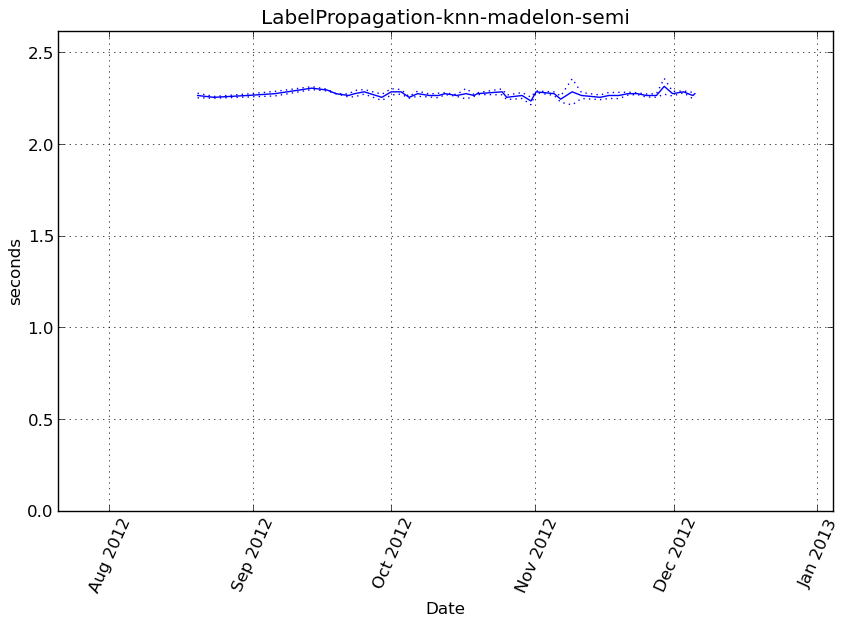 LabelPropagation-knn-madelon-semi
2.5
2.0
1.5
1.0
0.5
0.0
seconds
Aug 2012
Sep 2012
Oct 2012
Nov 2012
Dec 2012
Jan 2013
Date